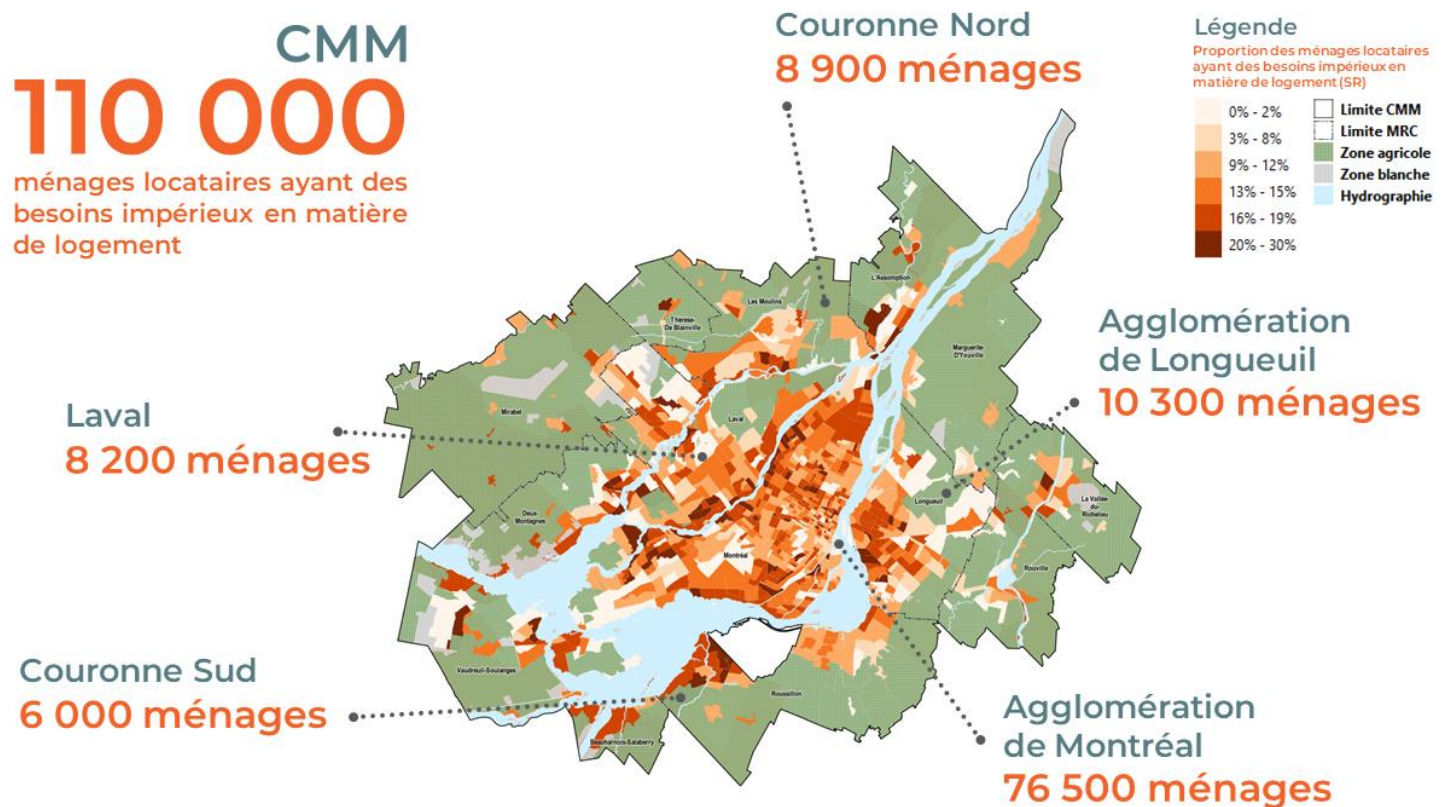 CMM
110 000
ménages locataires ayant des
besoins impérieux en matière
de logement
Couronne Nord
8 900 ménages
Légende
Proportion des ménages locataires
ayant des besoins impérieux en
matière de logement (SR)
0% - 2%
3% - 8%
9% - 12%
13% - 15%
16% - 19%
20% - 30%
Limite CMM
Limite MRC
Zone agricole
Zone blanche
Hydrographie
Agglomération
de Longueuil
10 300 ménages
Laval
8 200 ménages
Couronne Sud
6 000 ménages
Agglomération
de Montréal
76 500 ménages
L'Assomption
Les Moulins
Thérèse-
De Blainville
Marguerite-
D'Youville
Mirabel
Laval
Deux-
Montagnes
Longueuil
La Vallée-
du-
Richelieu
Montréal
Rouville
Vaudreuil-Soulanges
Roussillon
Beauharnois-Salaberry